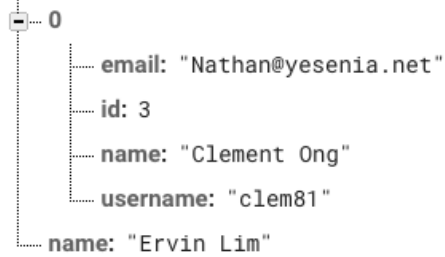 0
email: "Nathan@yesenia.net"
id: 3
name: "Clement Ong"
username: "clem81"
name: "Ervin Lim"